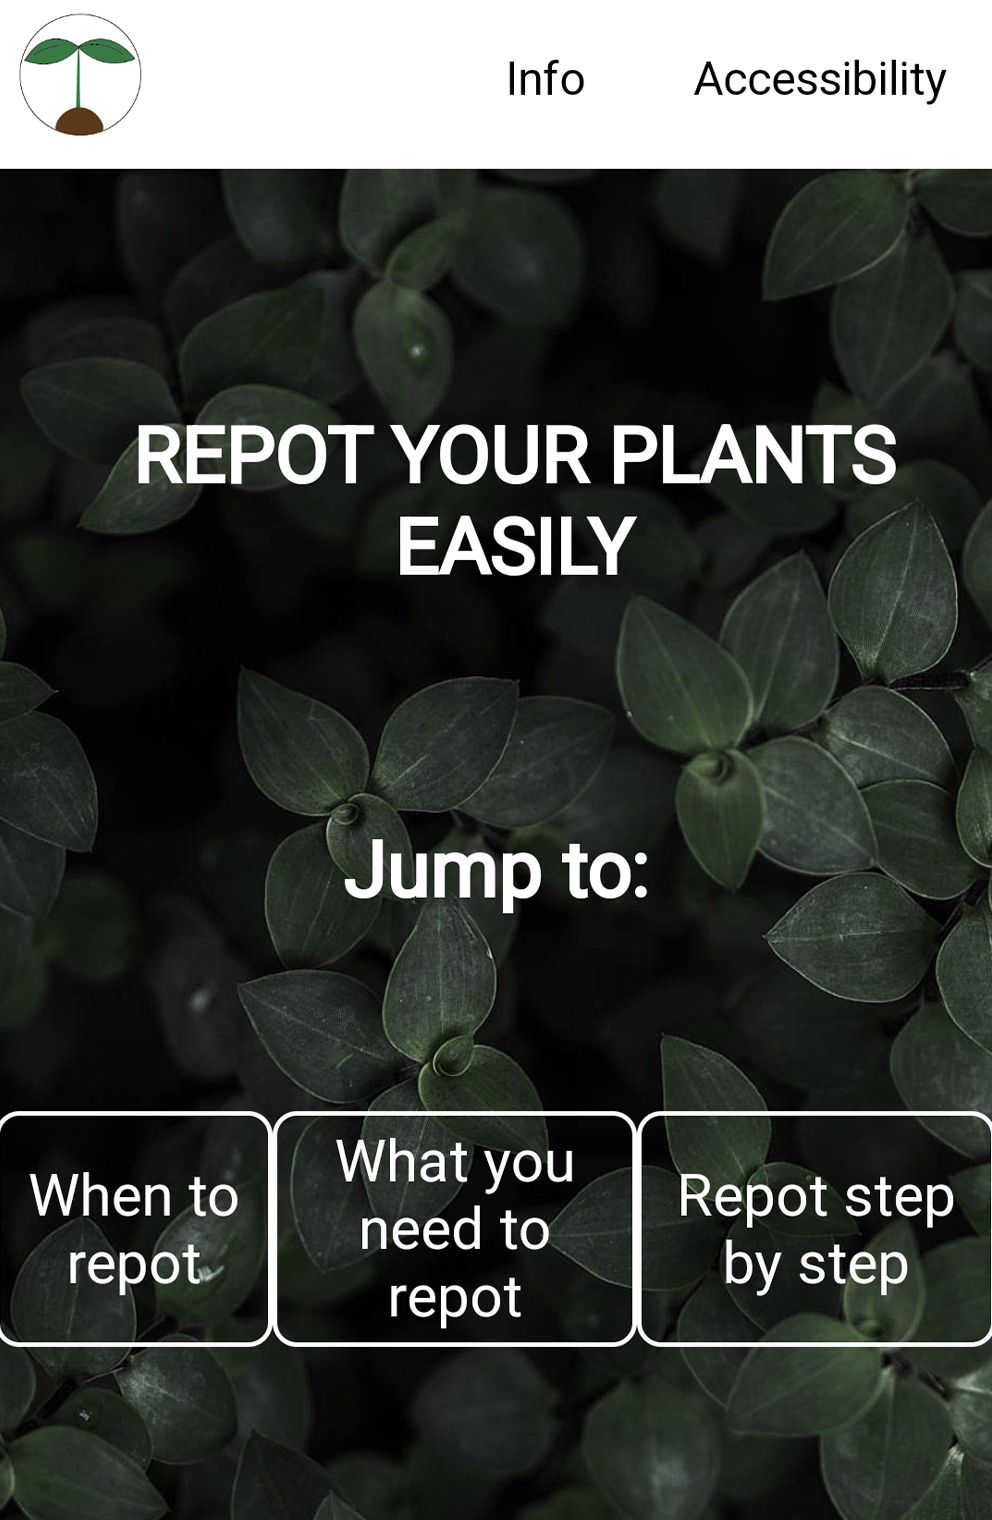 Info Accessibility
REPOT YOUR PLANTS
EASILY
Jump to:
When to
repot
What you
need to
repot
Repot step
by step